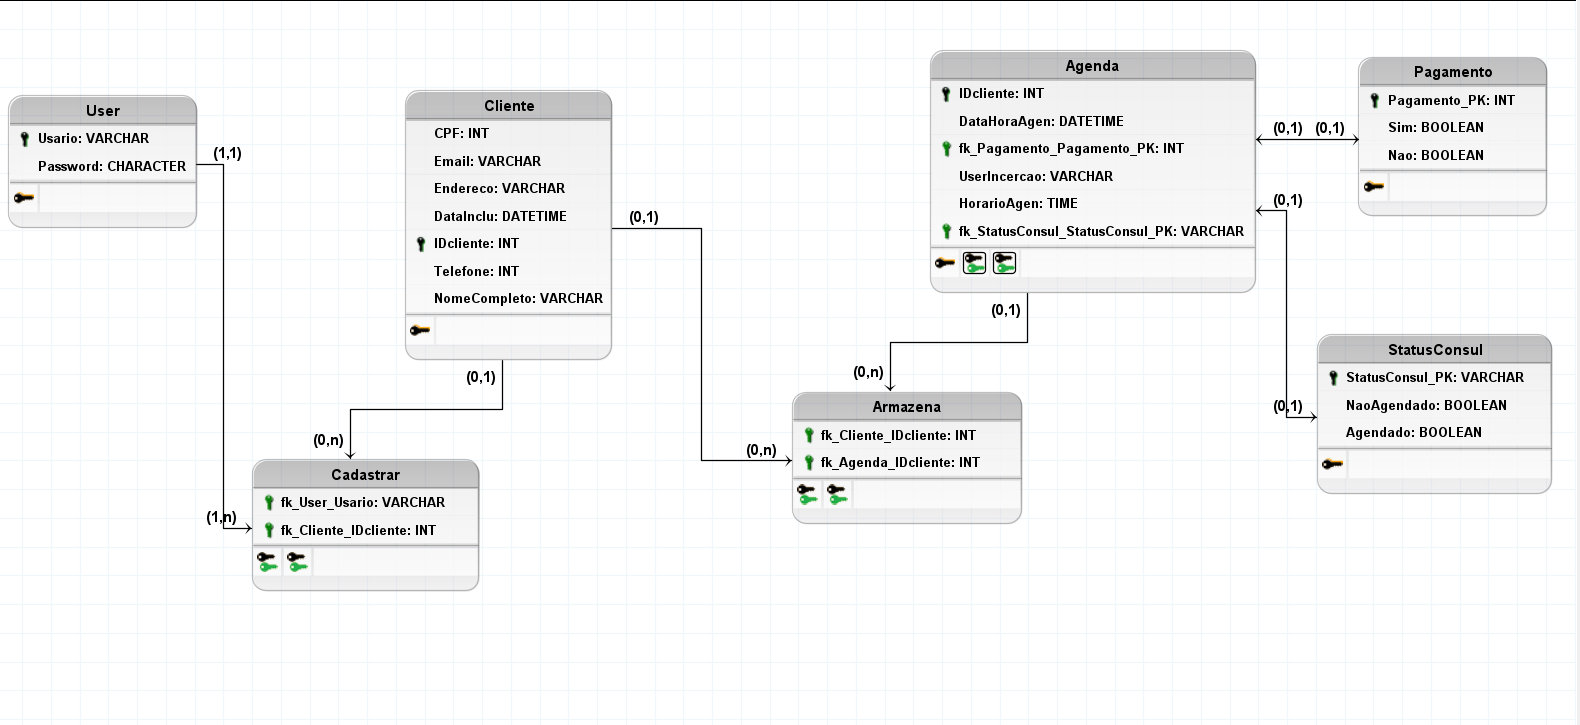 User
Usario: VARCHAR
Password: CHARACTER
(1,1)
(1,n)
Cliente
CPF: INT
Email: VARCHAR
Endereco: VARCHAR
DataInclu: DATETIME
IDcliente: INT
Telefone: INT
NomeCompleto: VARCHAR
(0,1)
(0,n)
(0,1)
(0,n)
Cadastrar
fk_User_Usario: VARCHAR
fk_Cliente_IDcliente: INT
Agenda
IDcliente: INT
DataHoraAgen: DATETIME
fk_Pagamento_Pagamento_PK: INT
UserIncercao: VARCHAR
HorarioAgen: TIME
fk_StatusConsul_StatusConsul_PK: VARCHAR
(0,1) (0,1)
(0,1)
(0,1)
(0,1)
(0,n)
Armazena
fk_Cliente_IDcliente: INT
fk_Agenda_IDcliente: INT
Pagamento
Pagamento_PK: INT
Sim: BOOLEAN
Nao: BOOLEAN
StatusConsul
StatusConsul_PK: VARCHAR
NaoAgendado: BOOLEAN
Agendado: BOOLEAN